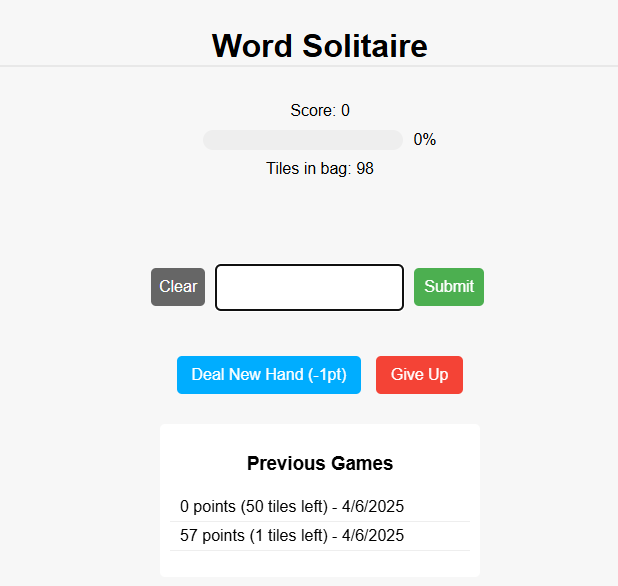 Word Solitaire
Score: 0
0%
Tiles in bag: 98
Clear
Submit
Deal New Hand (-1pt)
Give Up
Previous Games
0 points (50 tiles left) - 4/6/2025
57 points (1 tiles left) - 4/6/2025